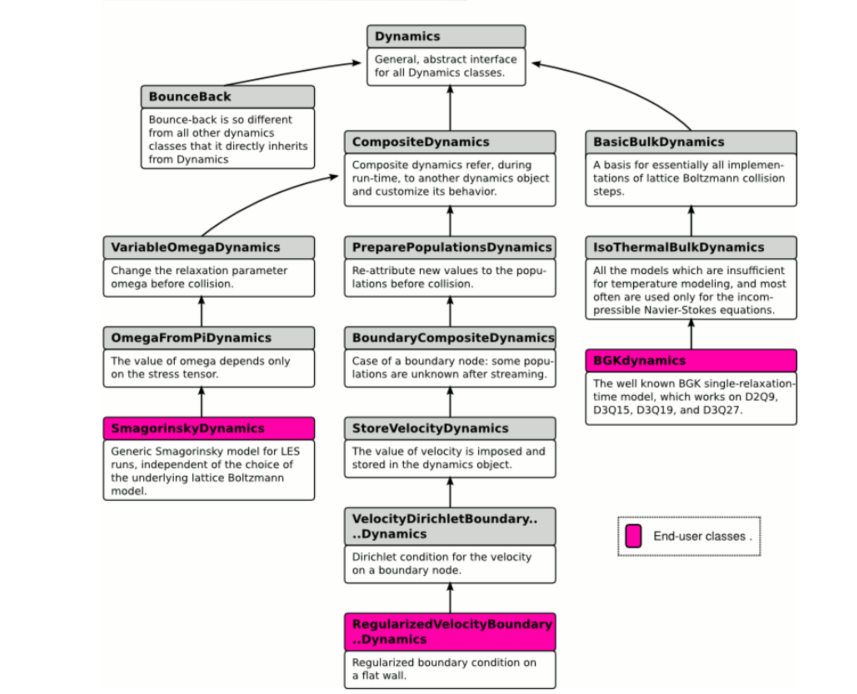 Dynamics
General, abstract interface
for all Dynamics classes.
BounceBack
Bounce-back is so different
from all other dynamics
classes that it directly inherits
from Dynamics
CompositeDynamics
Composite dynamics refer, during
run-time, to another dynamics object
and customize its behavior.
BasicBulkDynamics
A basis for essentially all implemen-
tations of lattice Boltzmann collision
steps.
VariableOmegaDynamics
Change the relaxation parameter
omega before collision.
PreparePopulationsDynamics
Re-attribute new values to the popu-
lations before collision.
IsoThermalBulkDynamics
All the models which are insufficient
for temperature modeling, and most
often are used only for the incom-
pressible Navier-Stokes equations.
OmegaFromPiDynamics
The value of omega depends only
on the stress tensor.
BoundaryCompositeDynamics
Case of a boundary node: some popu-
lations are unknown after streaming.
BGKdynamics
The well known BGK single-relaxation-
time model, which works on D2Q9,
D3Q15, D3Q19, and D3Q27.
SmagorinskyDynamics
Generic Smagorinsky model for LES
runs, independent of the choice of
the underlying lattice Boltzmann
model.
StoreVelocityDynamics
The value of velocity is imposed and
stored in the dynamics object.
VelocityDirichletBoundary..
..Dynamics
Dirichlet condition for the velocity
on a boundary node.
End-user classes .
RegularizedVelocityBoundary
..Dynamics
Regularized boundary condition on
a flat wall.